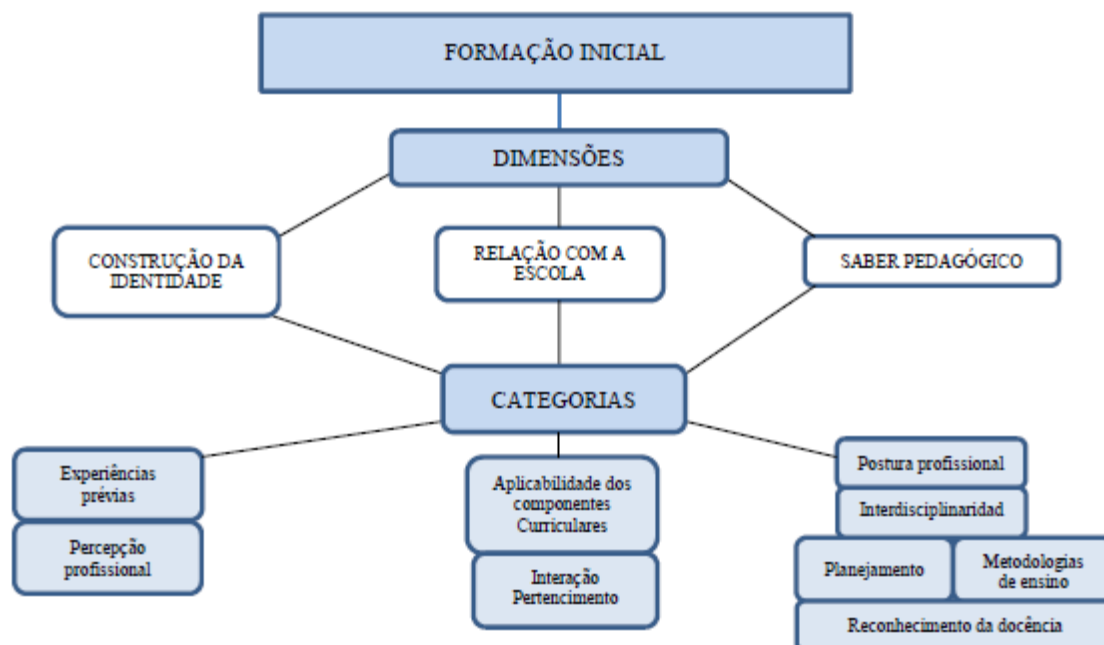 FORMAÇÃO INICIAL
DIMENSÕES
CONSTRUÇÃO DA
IDENTIDADE
RELAÇÃO COM A
ESCOLA
SABER PEDAGÓGICO
CATEGORIAS
Experiências
prévias
Percepção
profissional
Aplicabilidade dos
componentes
Curriculares
Interação
Pertencimento
Postura profissional
Interdisciplinaridad
Planejamento
Metodologias
de ensino
Reconhecimento da docência